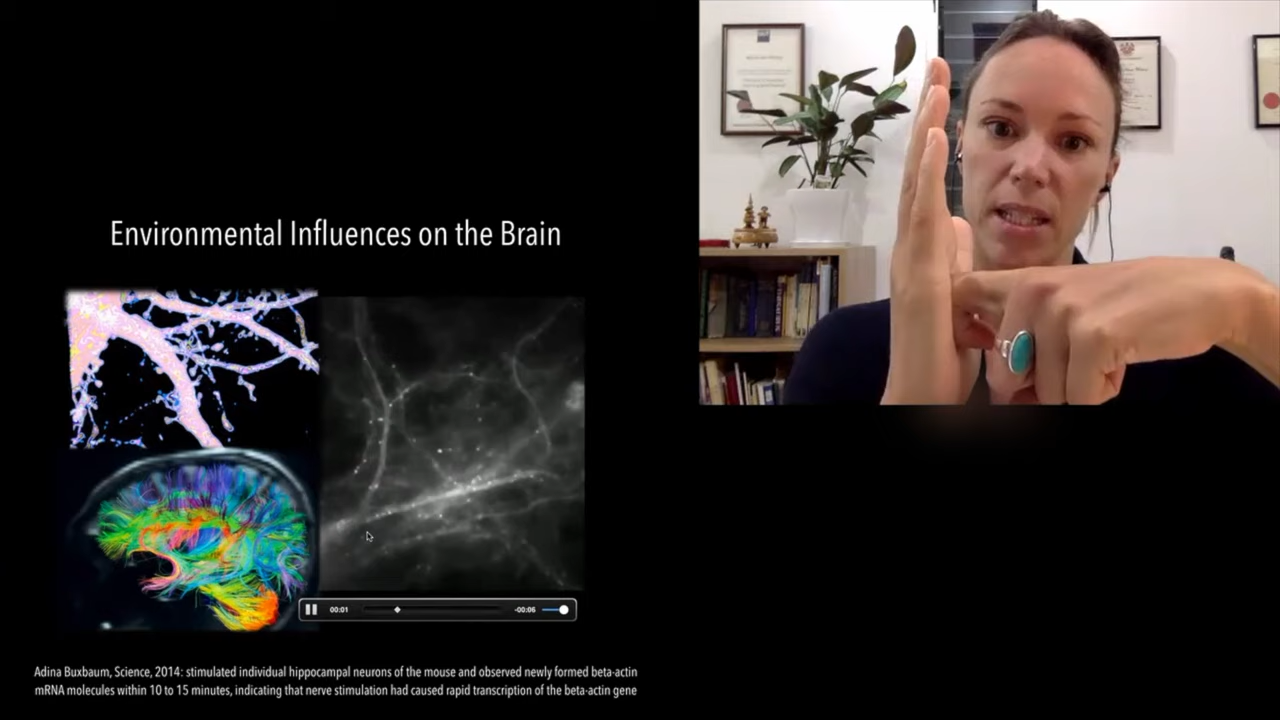 Environmental Influences on the Brain
00:01
-00:06
Adina Buxbaum, Science, 2014: stimulated individual hippocampal neurons of the mouse and observed newly formed beta-actin
mRNA molecules within 10 to 15 minutes, indicating that nerve stimulation had caused rapid transcription of the beta-actin gene